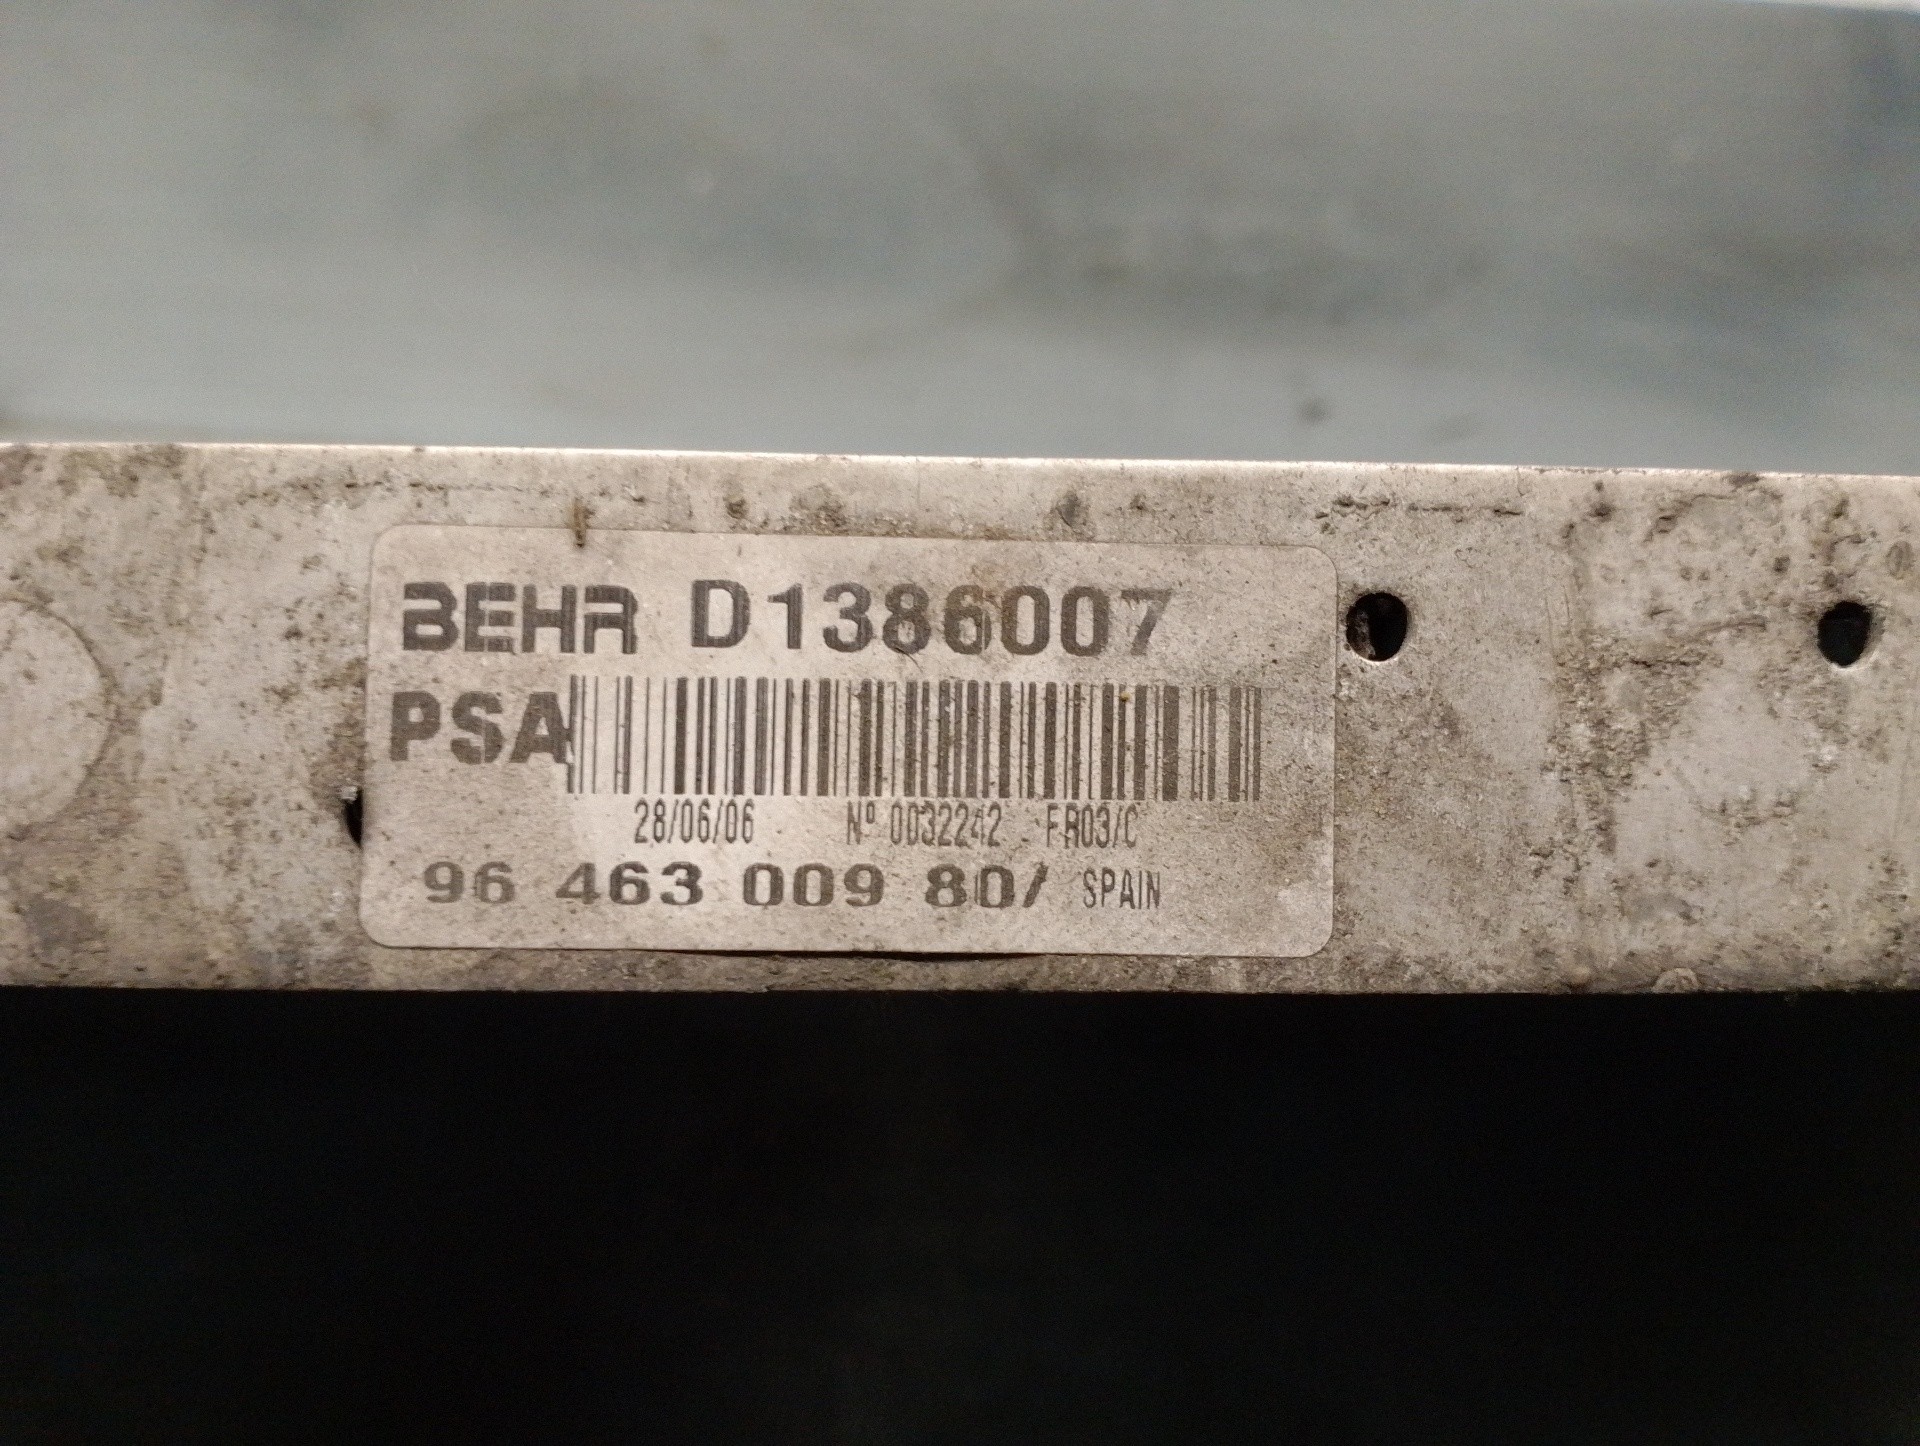 BEHR D1386007
PSA
28/06/06 Nº 0032242 FR03/C
96 463 009 80/ SPAIN